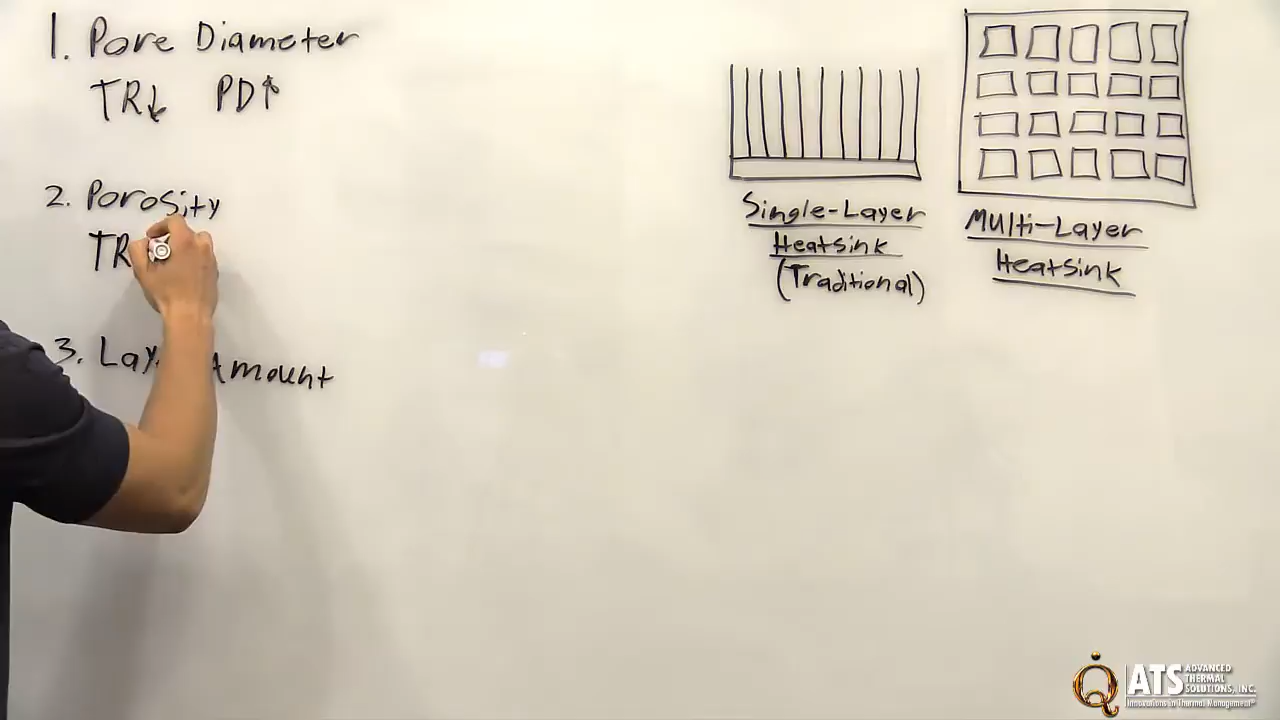 1. Pore Diameter
TR↓ PD↑
2. Porosity
TR
3. Amount
Single-Layer
Heatsink
(Traditional)
Multi-Layer
Heatsink
ATS ADVANCED
THERMAL
SOLUTIONS, INC.
Innovations in Thermal Management®